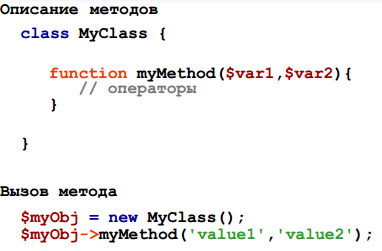 Описание методов
class MyClass {
function myMethod($var1,$var2){
// операторы
}
}
Вызов метода
$myObj = new MyClass();
$myObj->myMethod('value1','value2');